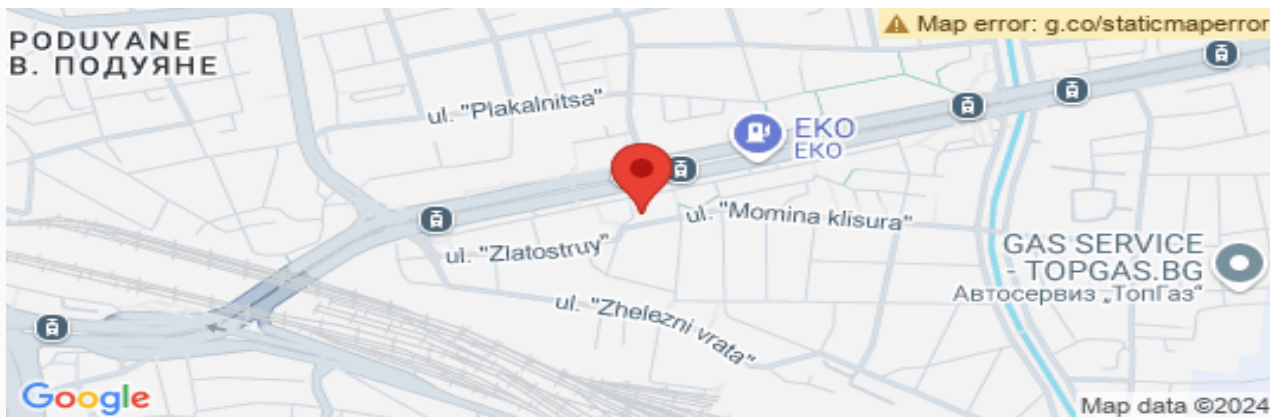 Map error: g.co/staticmaperror
PODUYANE
В. ПОДУЯНЕ
ul. "Plakalnitsa"
EKO
EKO
ul. "Momina klisura"
ul. "Zlatostruy"
GAS SERVICE
- TOPGAS.BG
Автосервиз „ТопГаз“
ul. "Zhelezni vrata"
Google
Map data ©2024